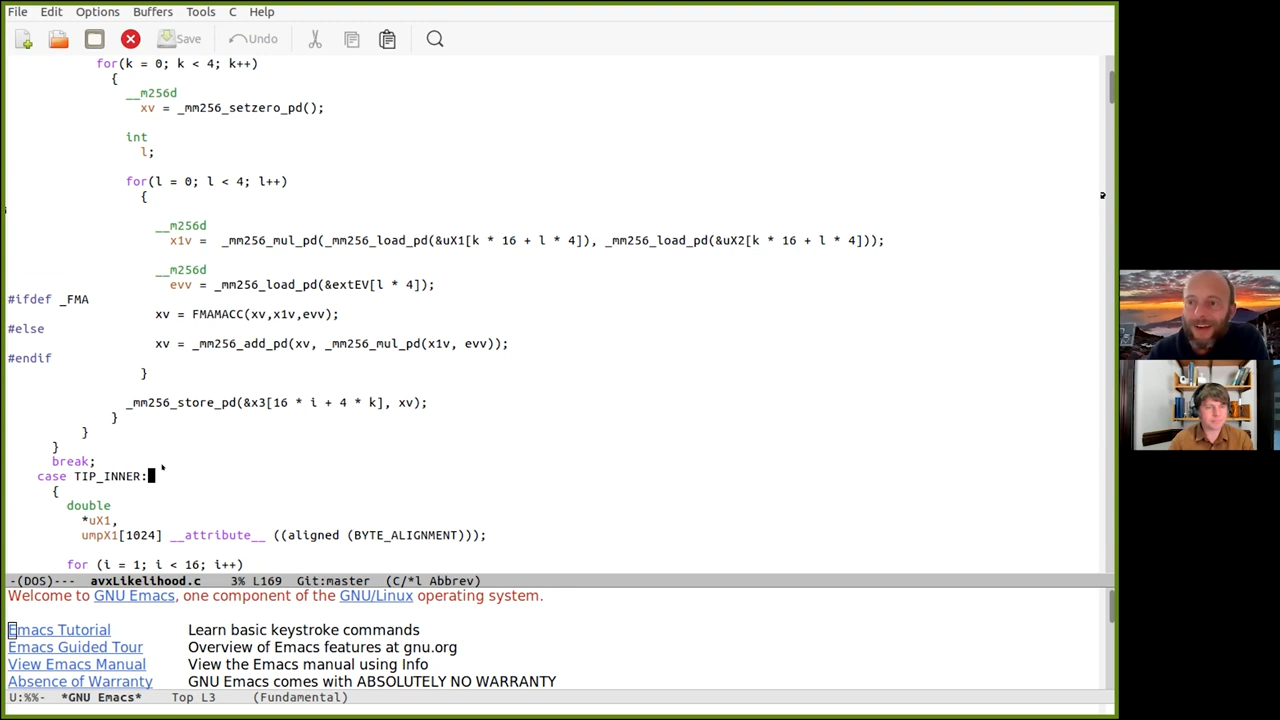 File Edit Options Buffers Tools C Help
Save Undo
for(k = 0; k < 4; k++)
{
__m256d
xv = _mm256_setzero_pd();
int
l;
for(l = 0; l < 4; l++)
{
__m256d
x1v = _mm256_mul_pd(_mm256_load_pd(&uX1[k * 16 + l * 4]), _mm256_load_pd(&uX2[k * 16 + l * 4]));
__m256d
evv = _mm256_load_pd(&extEV[l * 4]);
#ifdef _FMA
xv = FMAMACC(xv,x1v,evv);
#else
xv = _mm256_add_pd(xv, _mm256_mul_pd(x1v, evv));
#endif
}
_mm256_store_pd(&x3[16 * i + 4 * k], xv);
}
}
}
break;
case TIP_INNER:
{
double
*uX1,
umpX1[1024] __attribute__ ((aligned (BYTE_ALIGNMENT)));
for (i = 1; i < 16; i++)
-(DOS)--- avxLikelihood.c 3% L169 Git:master (C/*l Abbrev)
Welcome to GNU Emacs, one component of the GNU/Linux operating system.
Emacs Tutorial Learn basic keystroke commands
Emacs Guided Tour Overview of Emacs features at gnu.org
View Emacs Manual View the Emacs manual using Info
Absence of Warranty GNU Emacs comes with ABSOLUTELY NO WARRANTY
U:%%- *GNU Emacs* Top L3 (Fundamental)